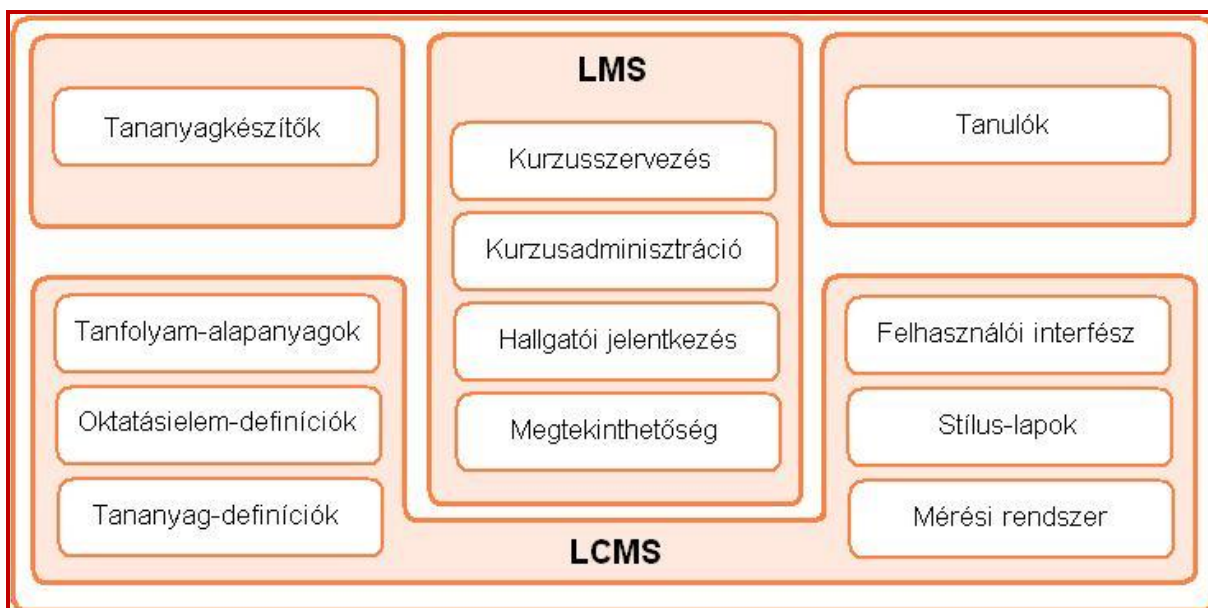 Tananyagkészítők
LMS
Kurzusszervezés
Kurzusadminisztráció
Hallgatói jelentkezés
Megtekinthetőség
Tanulók
Tanfolyam-alapanyagok
Oktatásielem-definíciók
Tananyag-definíciók
Felhasználói interfész
Stílus-lapok
Mérési rendszer
LCMS